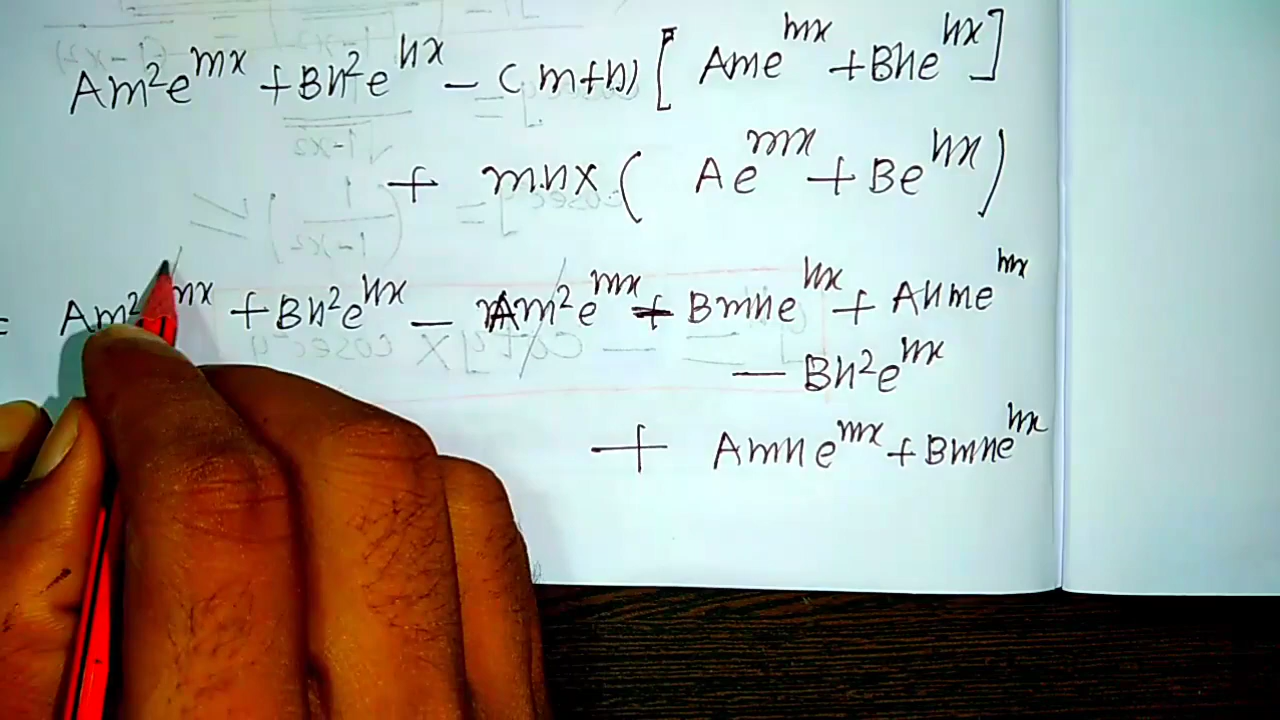 Am²e^{mx} + Bn²e^{nx} - (m+n) [ Ame^{mx} + Bne^{nx} ]
+ mnx ( Ae^{mx} + Be^{nx} )
= Am² ^{mx} + Bn²e^{nx} - Am²e^{mx} + Bmne^{nx} + Anme^{mx}
- Bn²e^{nx}
+ Amne^{mx} + Bmne^{nx}